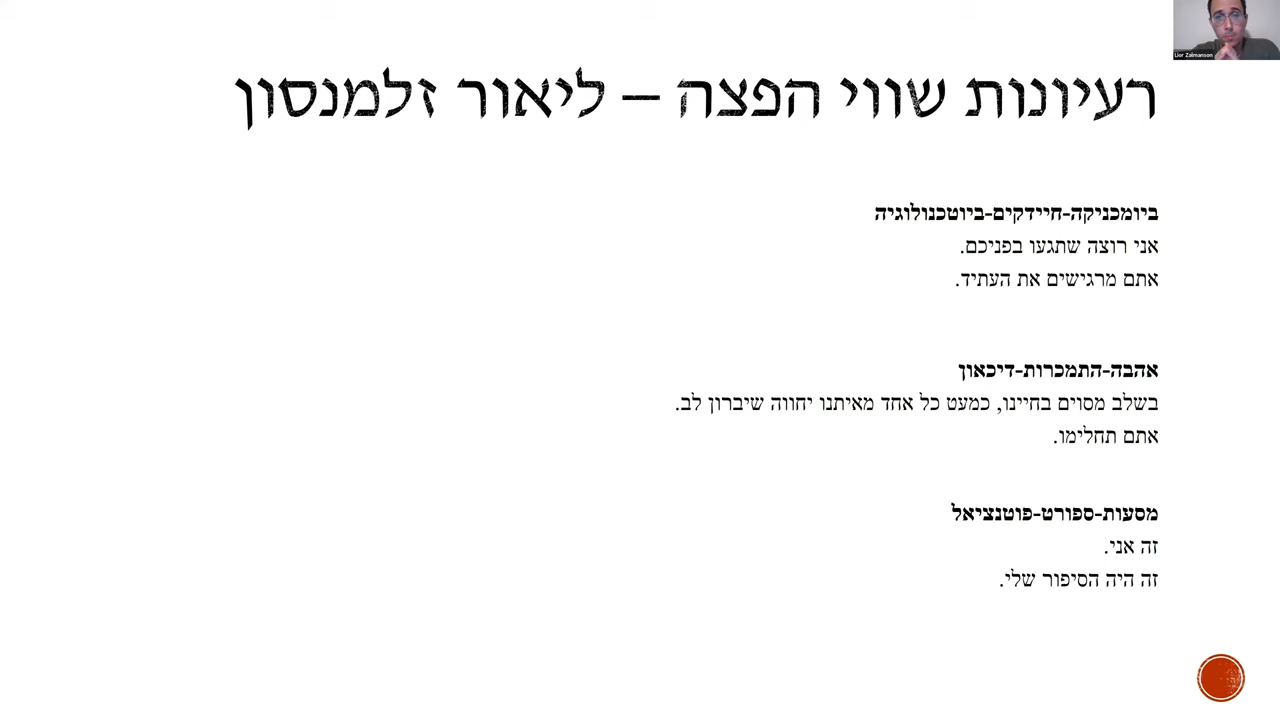 Lior Zalmanson
רעיונות שווי הפצה – ליאור זלמנסון
ביומכניקה-חיידקים-ביוטכנולוגיה
אני רוצה שתגעו בפניכם.
אתם מרגישים את העתיד.
אהבה-התמכרות-דיכאון
בשלב מסוים בחיינו, כמעט כל אחד מאיתנו יחווה שיברון לב.
אתם תחלימו.
מסעות-ספורט-פוטנציאל
זה אני.
זה היה הסיפור שלי.